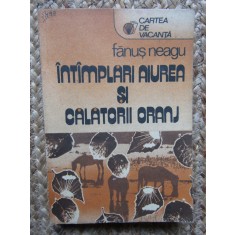 CARTEA
DE
VACANȚĂ
fănuș neagu
ÎNTÎMPLĂRI AIUREA
ȘI
CĂLĂTORII ORANJ